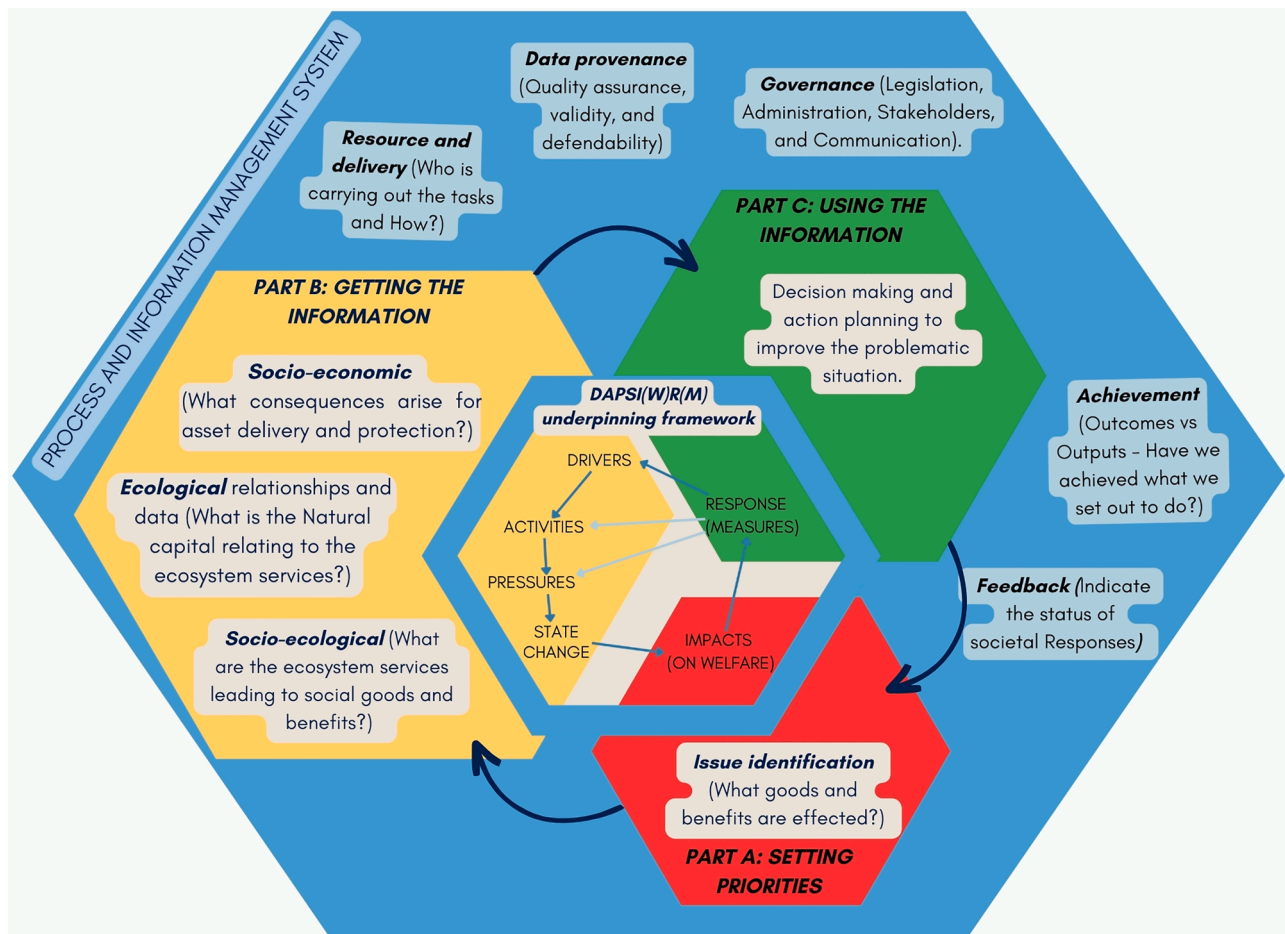 PROCESS AND INFORMATION MANAGEMENT SYSTEM
Resource and
delivery (Who is
carrying out the tasks
and How?)
Data provenance
(Quality assurance,
validity, and
defendability)
Governance (Legislation,
Administration, Stakeholders,
and Communication).
PART C: USING THE
INFORMATION
Decision making and
action planning to
improve the problematic
situation.
PART B: GETTING THE
INFORMATION
Socio-economic
(What consequences arise for
asset delivery and protection?)
Ecological relationships and
data (What is the Natural
capital relating to the
ecosystem services?)
Socio-ecological (What
are the ecosystem services
leading to social goods and
benefits?)
DAPSI(W)R(M)
underpinning framework
DRIVERS
ACTIVITIES
PRESSURES
STATE
CHANGE
IMPACTS
(ON WELFARE)
RESPONSE
(MEASURES)
Achievement
(Outcomes vs
Outputs - Have we
achieved what we
set out to do?)
Feedback (Indicate
the status of
societal Responses)
Issue identification
(What goods and
benefits are effected?)
PART A: SETTING
PRIORITIES